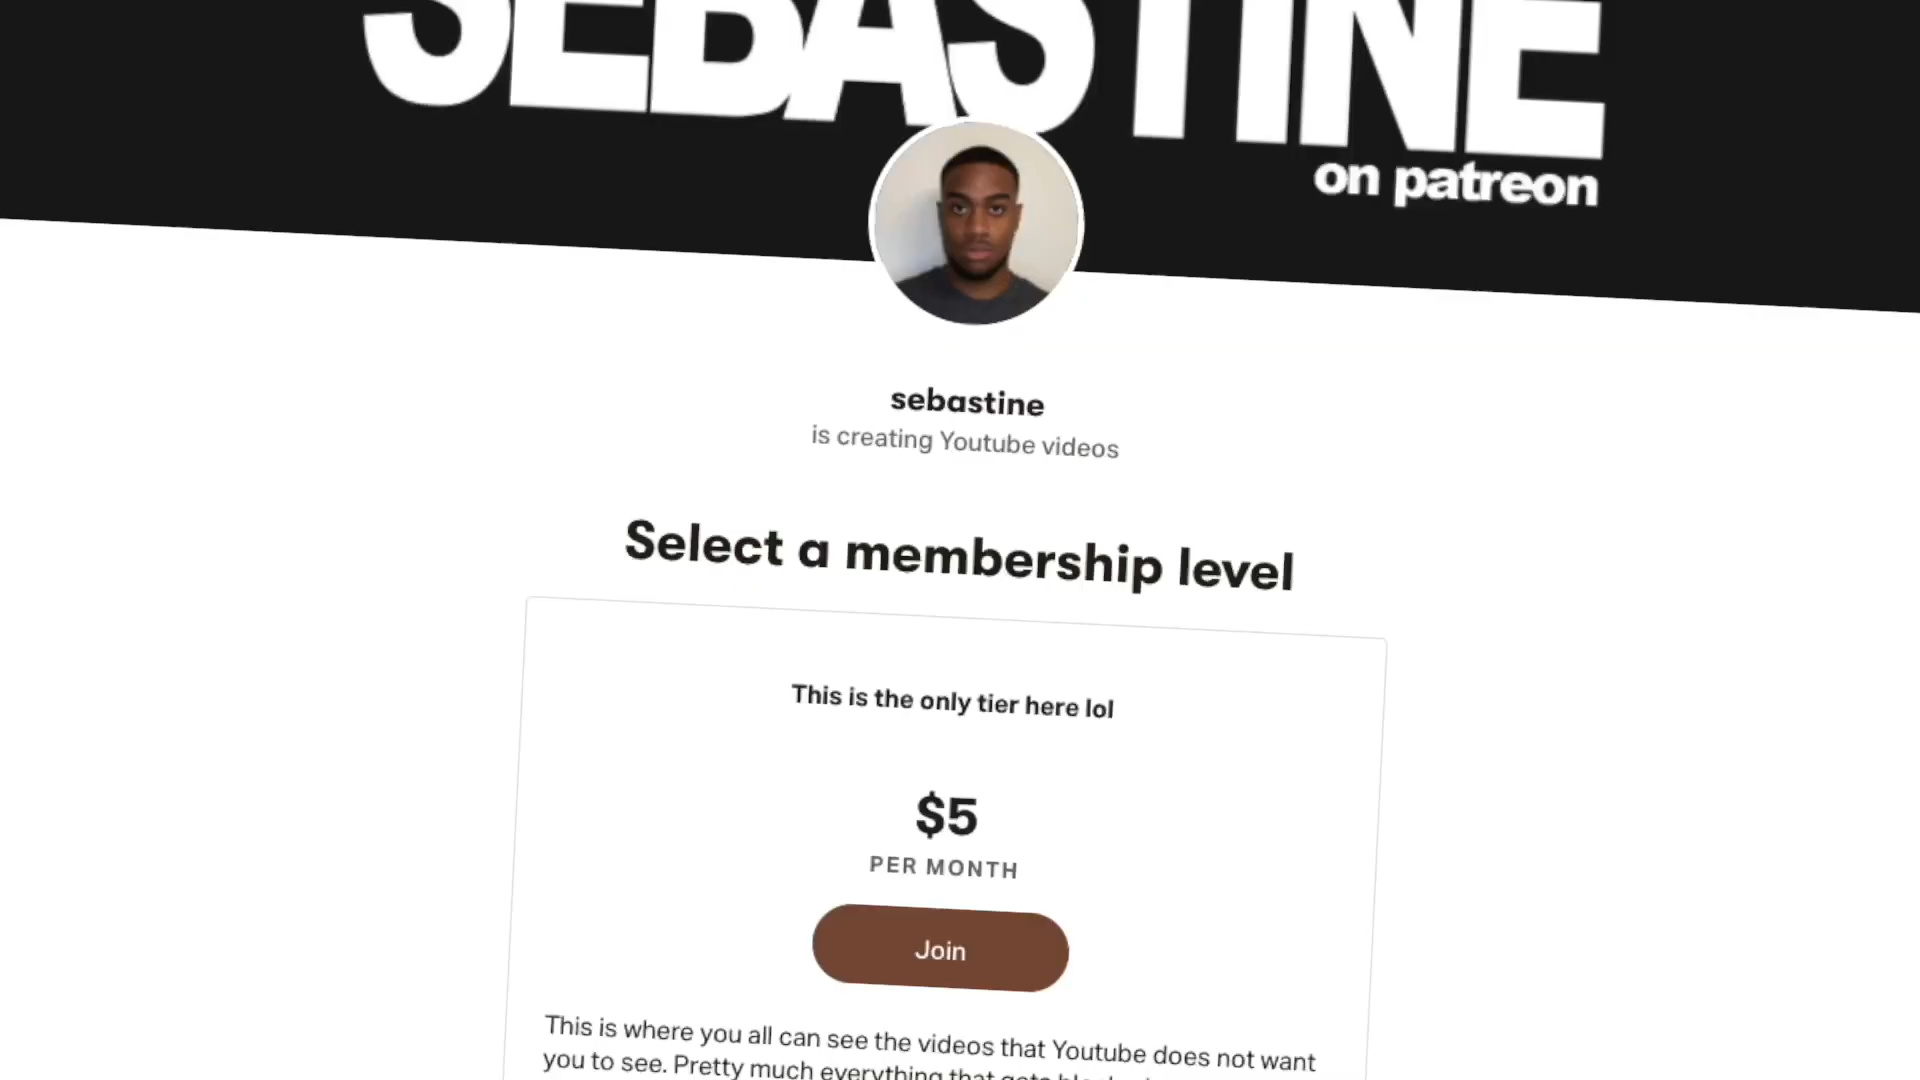 SEBASTINE
on patreon
sebastine
is creating Youtube videos
Select a membership level
This is the only tier here lol
$5
PER MONTH
Join
This is where you all can see the videos that Youtube does not want
you to see. Pretty much everything that gets